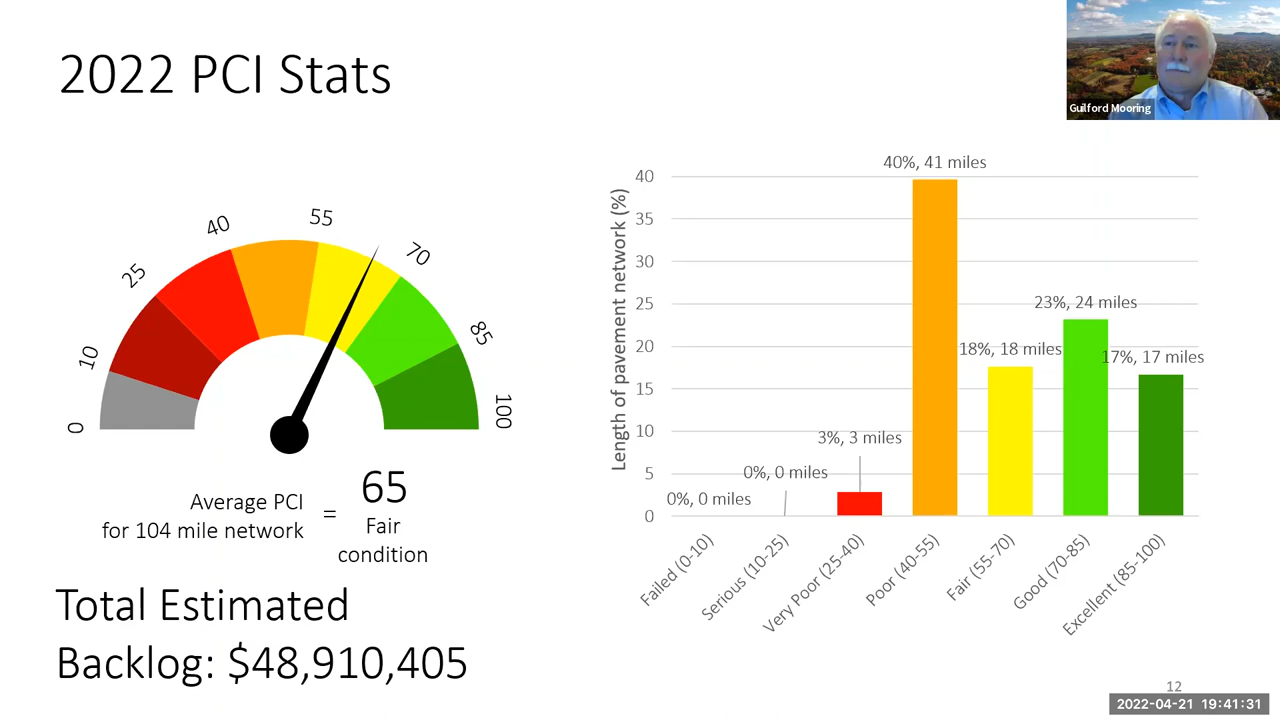 2022 PCI Stats
Guilford Mooring
0
10
25
40
55
70
85
100
Average PCI
for 104 mile network
=
65
Fair
condition
Total Estimated
Backlog: $48,910,405
Length of pavement network (%)
40
35
30
25
20
15
10
5
0
0%, 0 miles
0%, 0 miles
3%, 3 miles
40%, 41 miles
18%, 18 miles
23%, 24 miles
17%, 17 miles
Failed (0-10)
Serious (10-25)
Very Poor (25-40)
Poor (40-55)
Fair (55-70)
Good (70-85)
Excellent (85-100)
12
2022-04-21 19:41:31